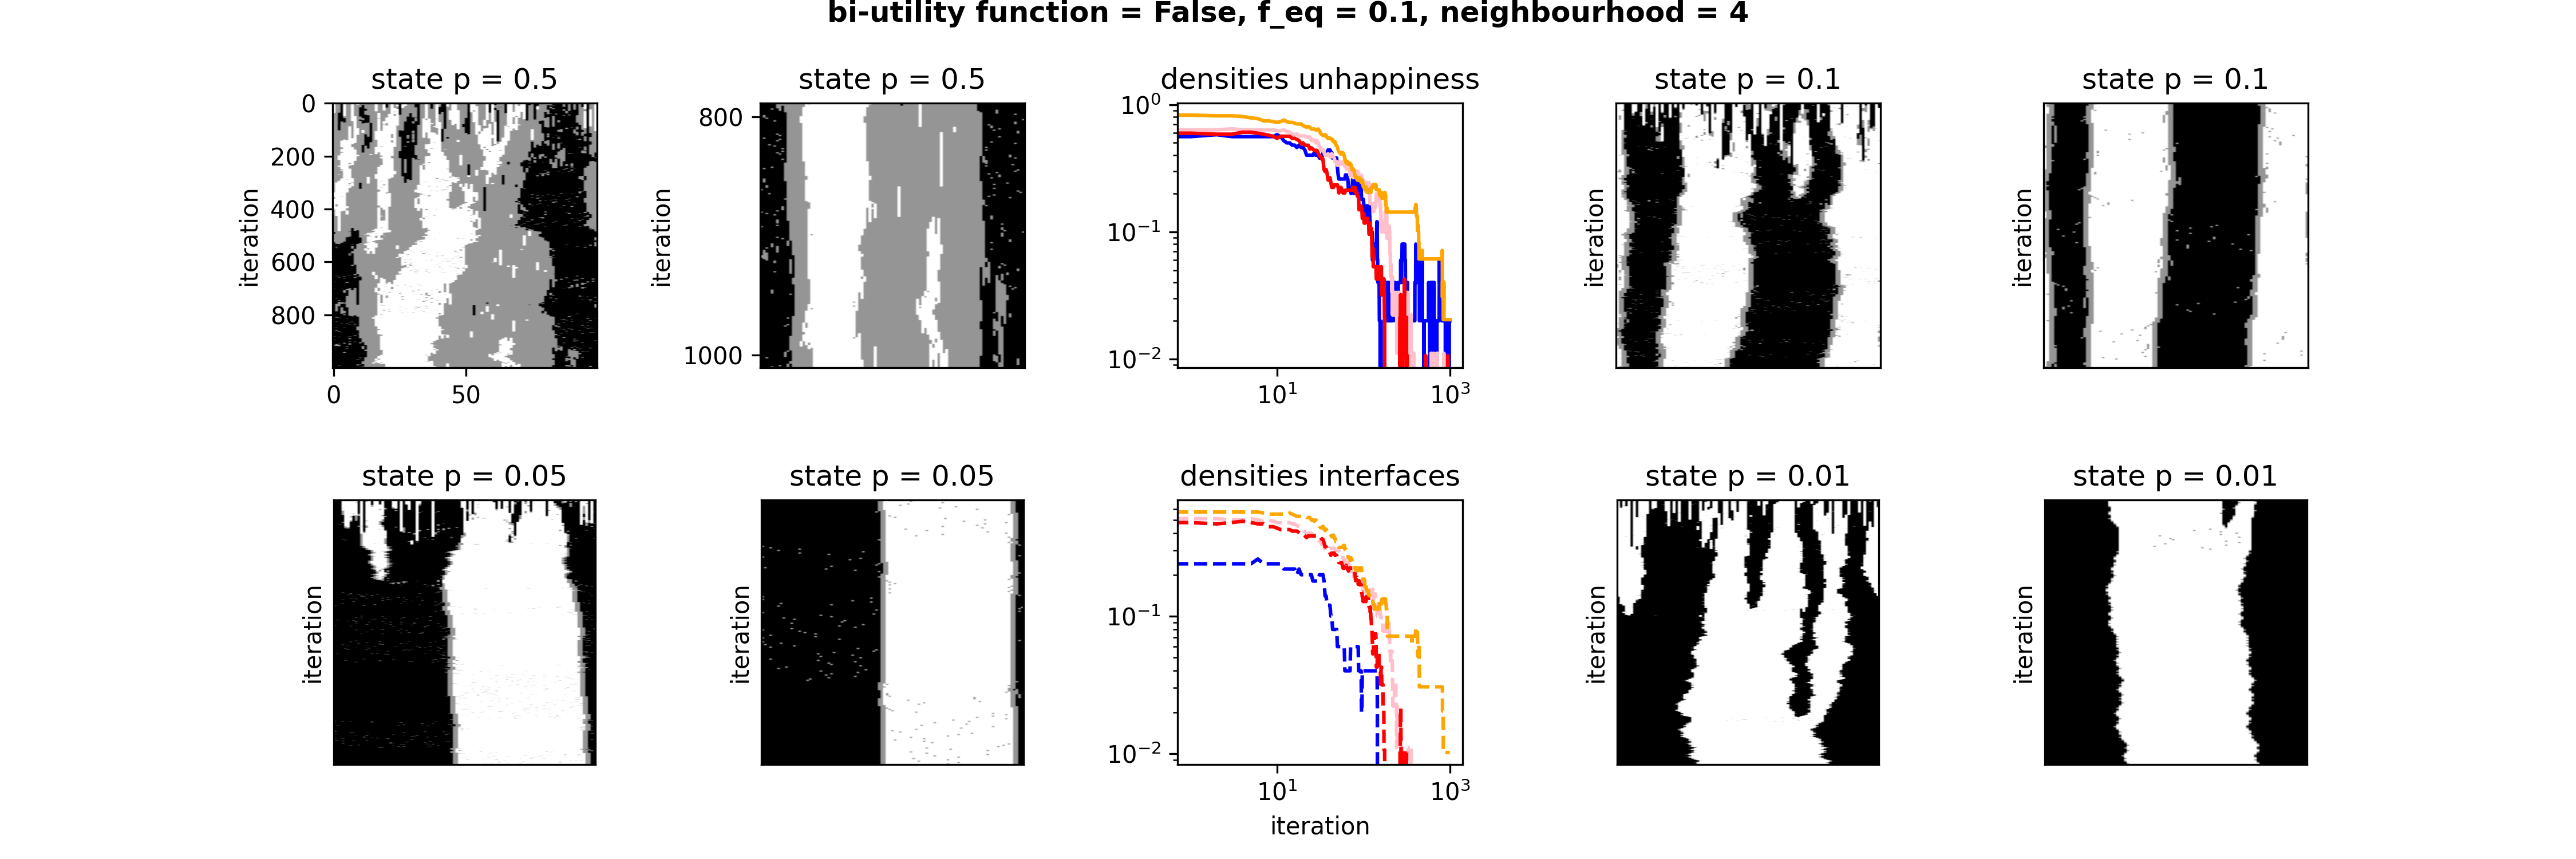 bi-utility function = False, f_eq = 0.1, neighbourhood = 4
state p = 0.5
0
200
400
600
800
iteration
0
50
state p = 0.5
800
1000
iteration
densities unhappiness
10^0
10^-1
10^-2
10^1
10^3
state p = 0.1
iteration
state p = 0.1
iteration
state p = 0.05
iteration
state p = 0.05
iteration
densities interfaces
10^-1
10^-2
10^1
10^3
iteration
state p = 0.01
iteration
state p = 0.01
iteration